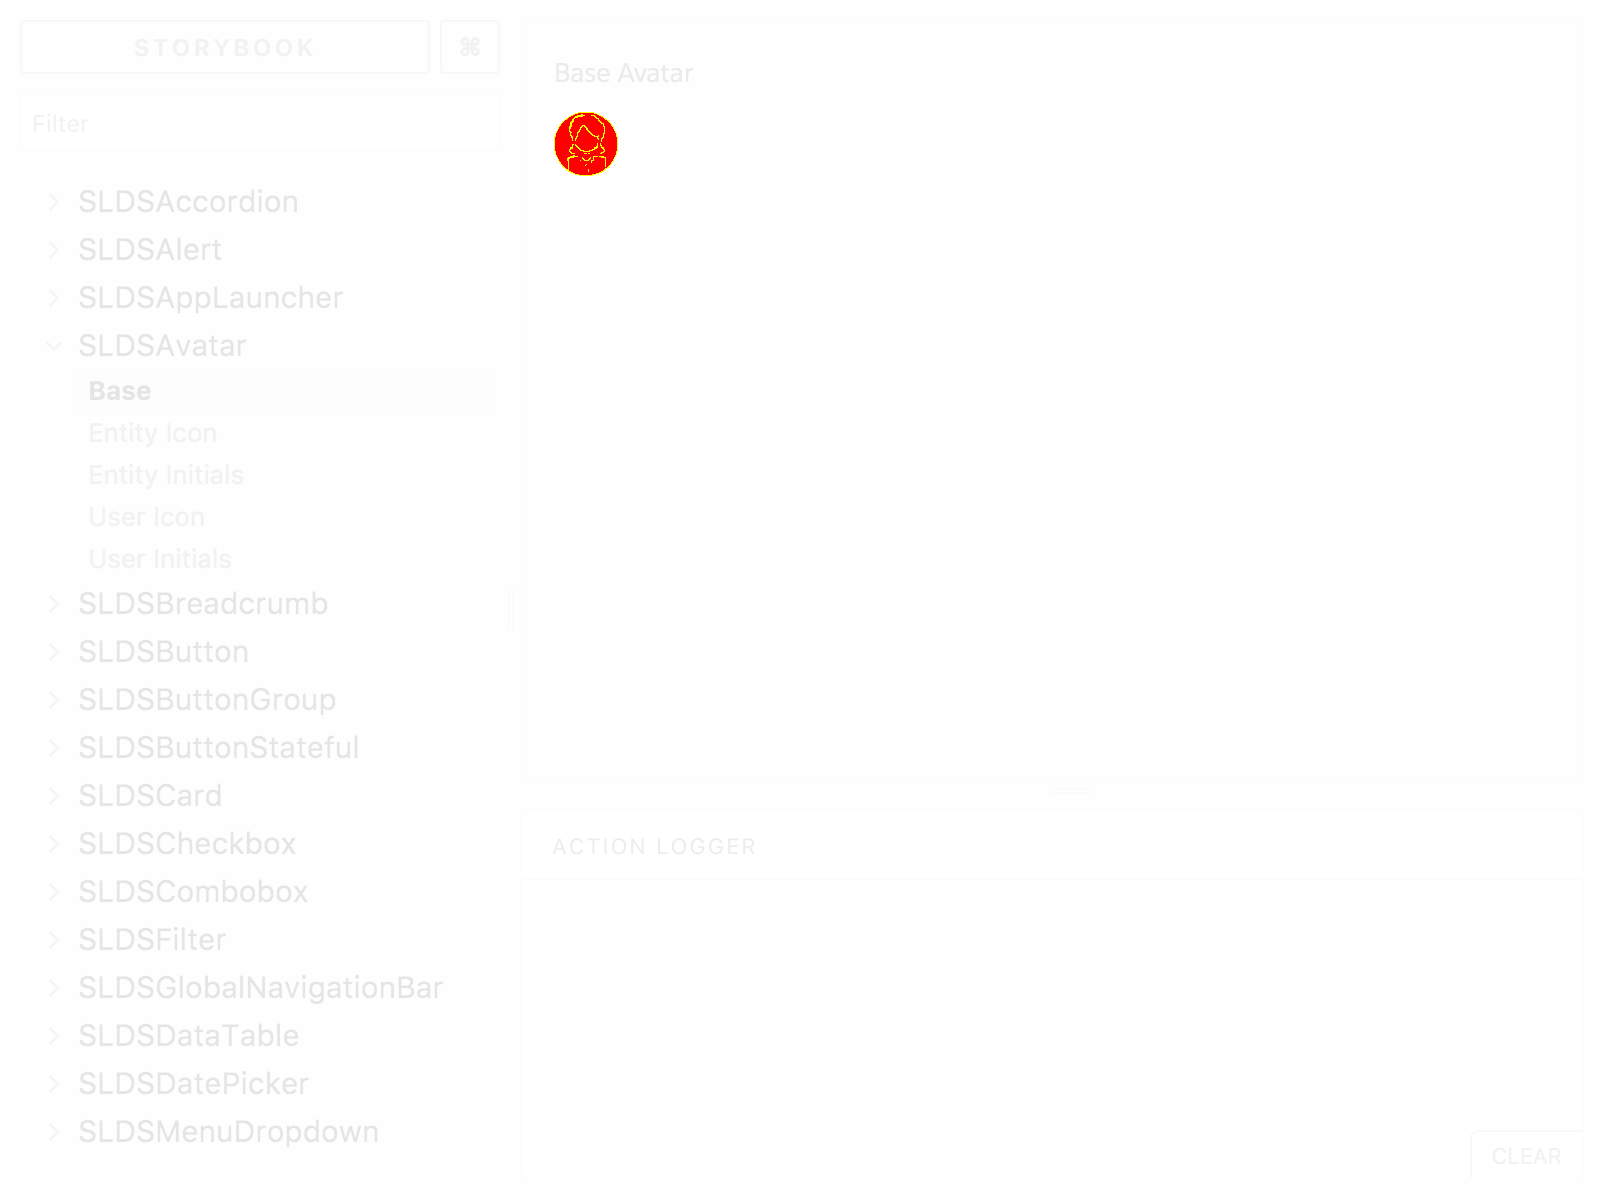 STORYBOOK ⌘
Filter
SLDSAccordion
SLDSAlert
SLDSAppLauncher
SLDSAvatar
Base
Entity Icon
Entity Initials
User Icon
User Initials
SLDSBreadcrumb
SLDSButton
SLDSButtonGroup
SLDSButtonStateful
SLDSCard
SLDSCheckbox
SLDSCombobox
SLDSFilter
SLDSGlobalNavigationBar
SLDSDataTable
SLDSDatePicker
SLDSMenuDropdown
Base Avatar
ACTION LOGGER
CLEAR